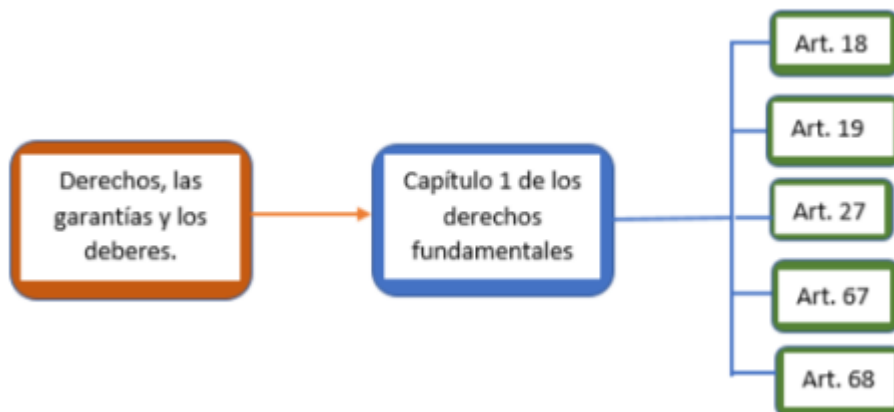 Derechos, las
garantías y los
deberes.
Capítulo 1 de los
derechos
fundamentales
Art. 18
Art. 19
Art. 27
Art. 67
Art. 68